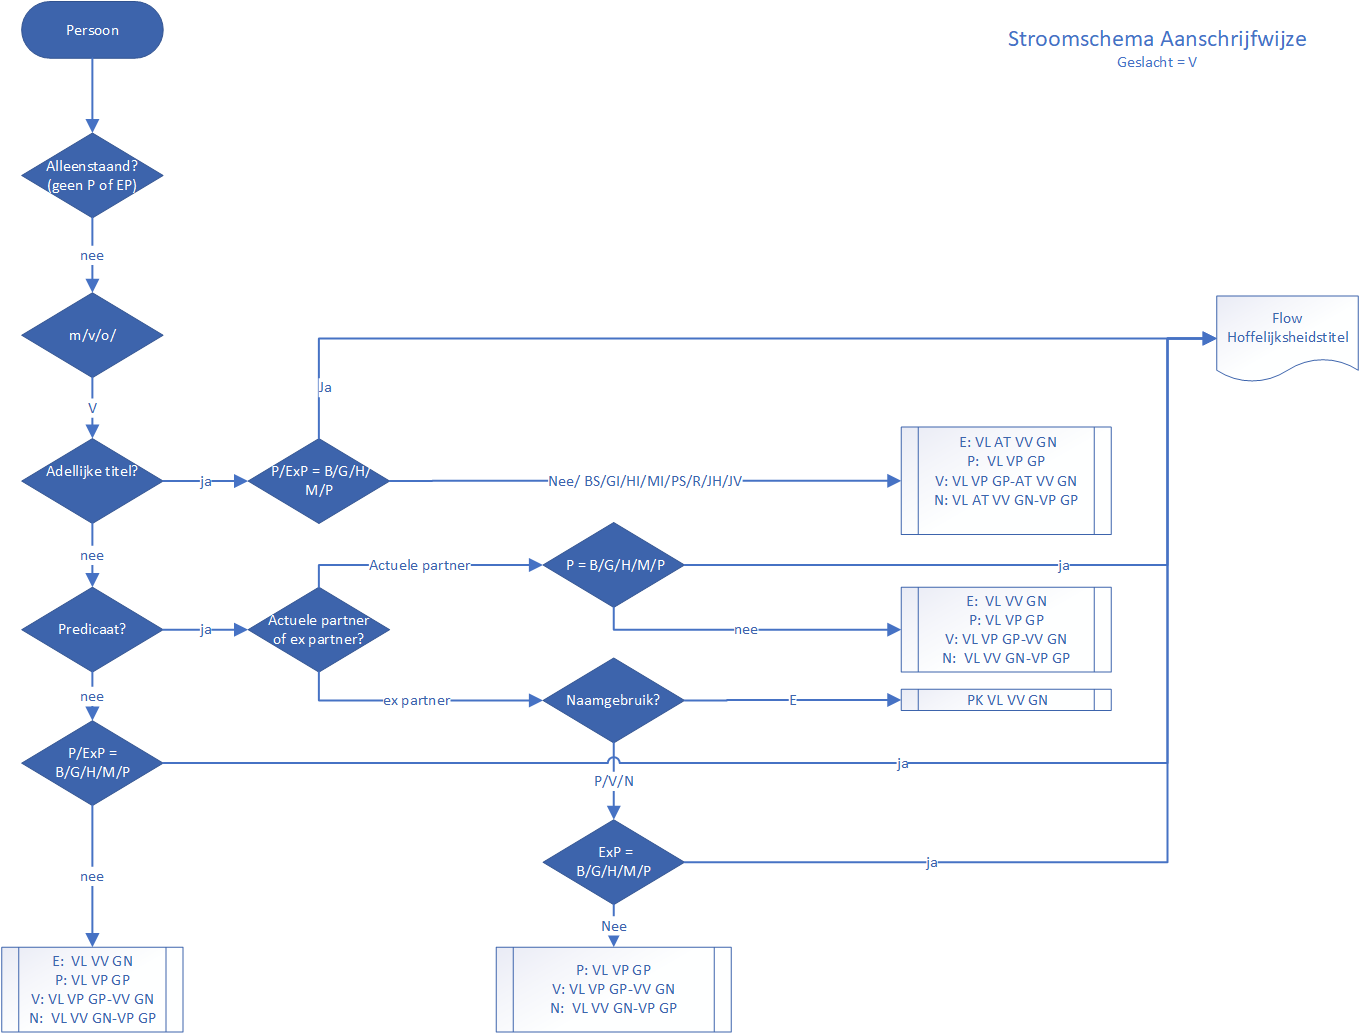 Persoon
Stroomschema Aanschrijfwijze
Geslacht = V
Alleenstaand?
(geen P of EP)
nee
m/v/o/
V
Flow
Hoffelijksheidstitel
Ja
Adellijke titel?
ja
P/ExP = B/G/H/
M/P
Nee/ BS/GI/HI/MI/PS/R/JH/JV
E: VL AT VV GN
P:  VL VP GP
V: VL VP GP-AT VV GN
N: VL AT VV GN-VP GP
nee
Actuele partner
P = B/G/H/M/P
ja
Predicaat?
ja
Actuele partner
of ex partner?
nee
E:  VL VV GN
P: VL VP GP
V: VL VP GP-VV GN
N:  VL VV GN-VP GP
nee
ex partner
Naamgebruik?
E
PK VL VV GN
P/ExP =
B/G/H/M/P
ja
P/V/N
ExP =
B/G/H/M/P
ja
nee
Nee
E:  VL VV GN
P: VL VP GP
V: VL VP GP-VV GN
N:  VL VV GN-VP GP
P: VL VP GP
V: VL VP GP-VV GN
N:  VL VV GN-VP GP